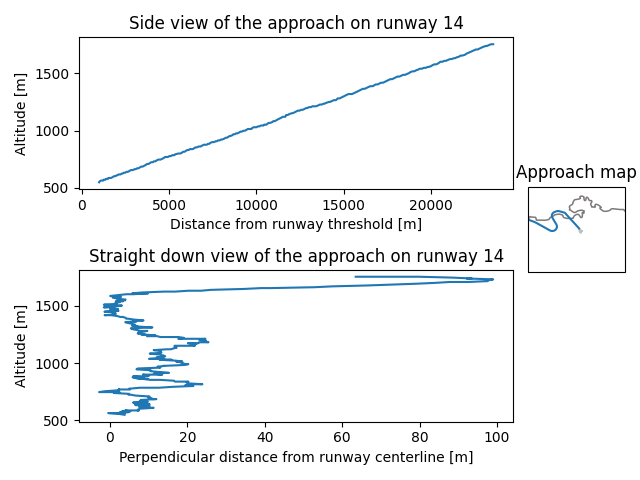 Side view of the approach on runway 14
Altitude [m]
1500
1000
500
0
5000
10000
15000
20000
Distance from runway threshold [m]
Approach map
Straight down view of the approach on runway 14
Altitude [m]
1500
1000
500
0
20
40
60
80
100
Perpendicular distance from runway centerline [m]